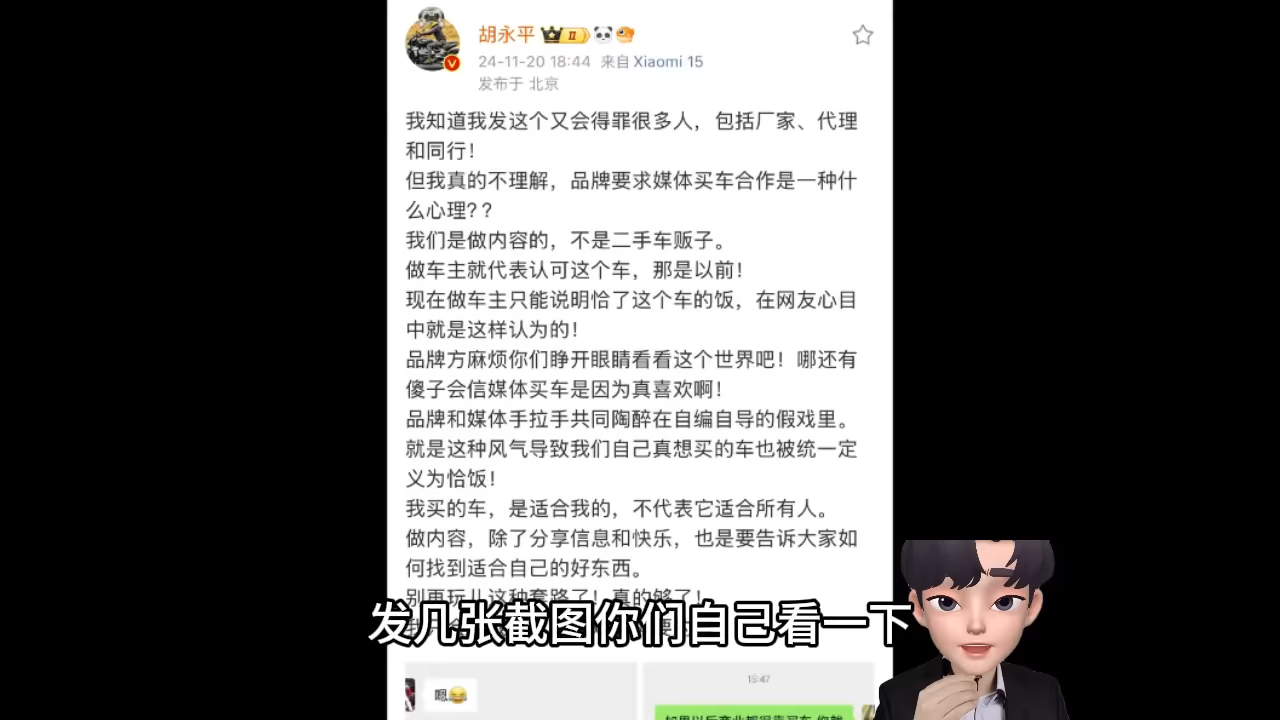 胡永平
II
24-11-20 18:44 来自 Xiaomi 15
发布于 北京
我知道我发这个又会得罪很多人，包括厂家、代理
和同行！
但我真的不理解，品牌要求媒体买车合作是一种什
么心理？？
我们是做内容的，不是二手车贩子。
做车主就代表认可这个车，那是以前！
现在做车主只能说明恰了这个车的饭，在网友心目
中就是这样认为的！
品牌方麻烦你们睁开眼睛看看这个世界吧！哪还有
傻子会信媒体买车是因为真喜欢啊！
品牌和媒体手拉手共同陶醉在自编自导的假戏里。
就是这种风气导致我们自己真想买的车也被统一定
义为恰饭！
我买的车，是适合我的，不代表它适合所有人。
做内容，除了分享信息和快乐，也是要告诉大家如
何找到适合自己的好东西。
别再玩儿这种套路了！真的够了！
发几张截图你们自己看一下
嗯
15:47